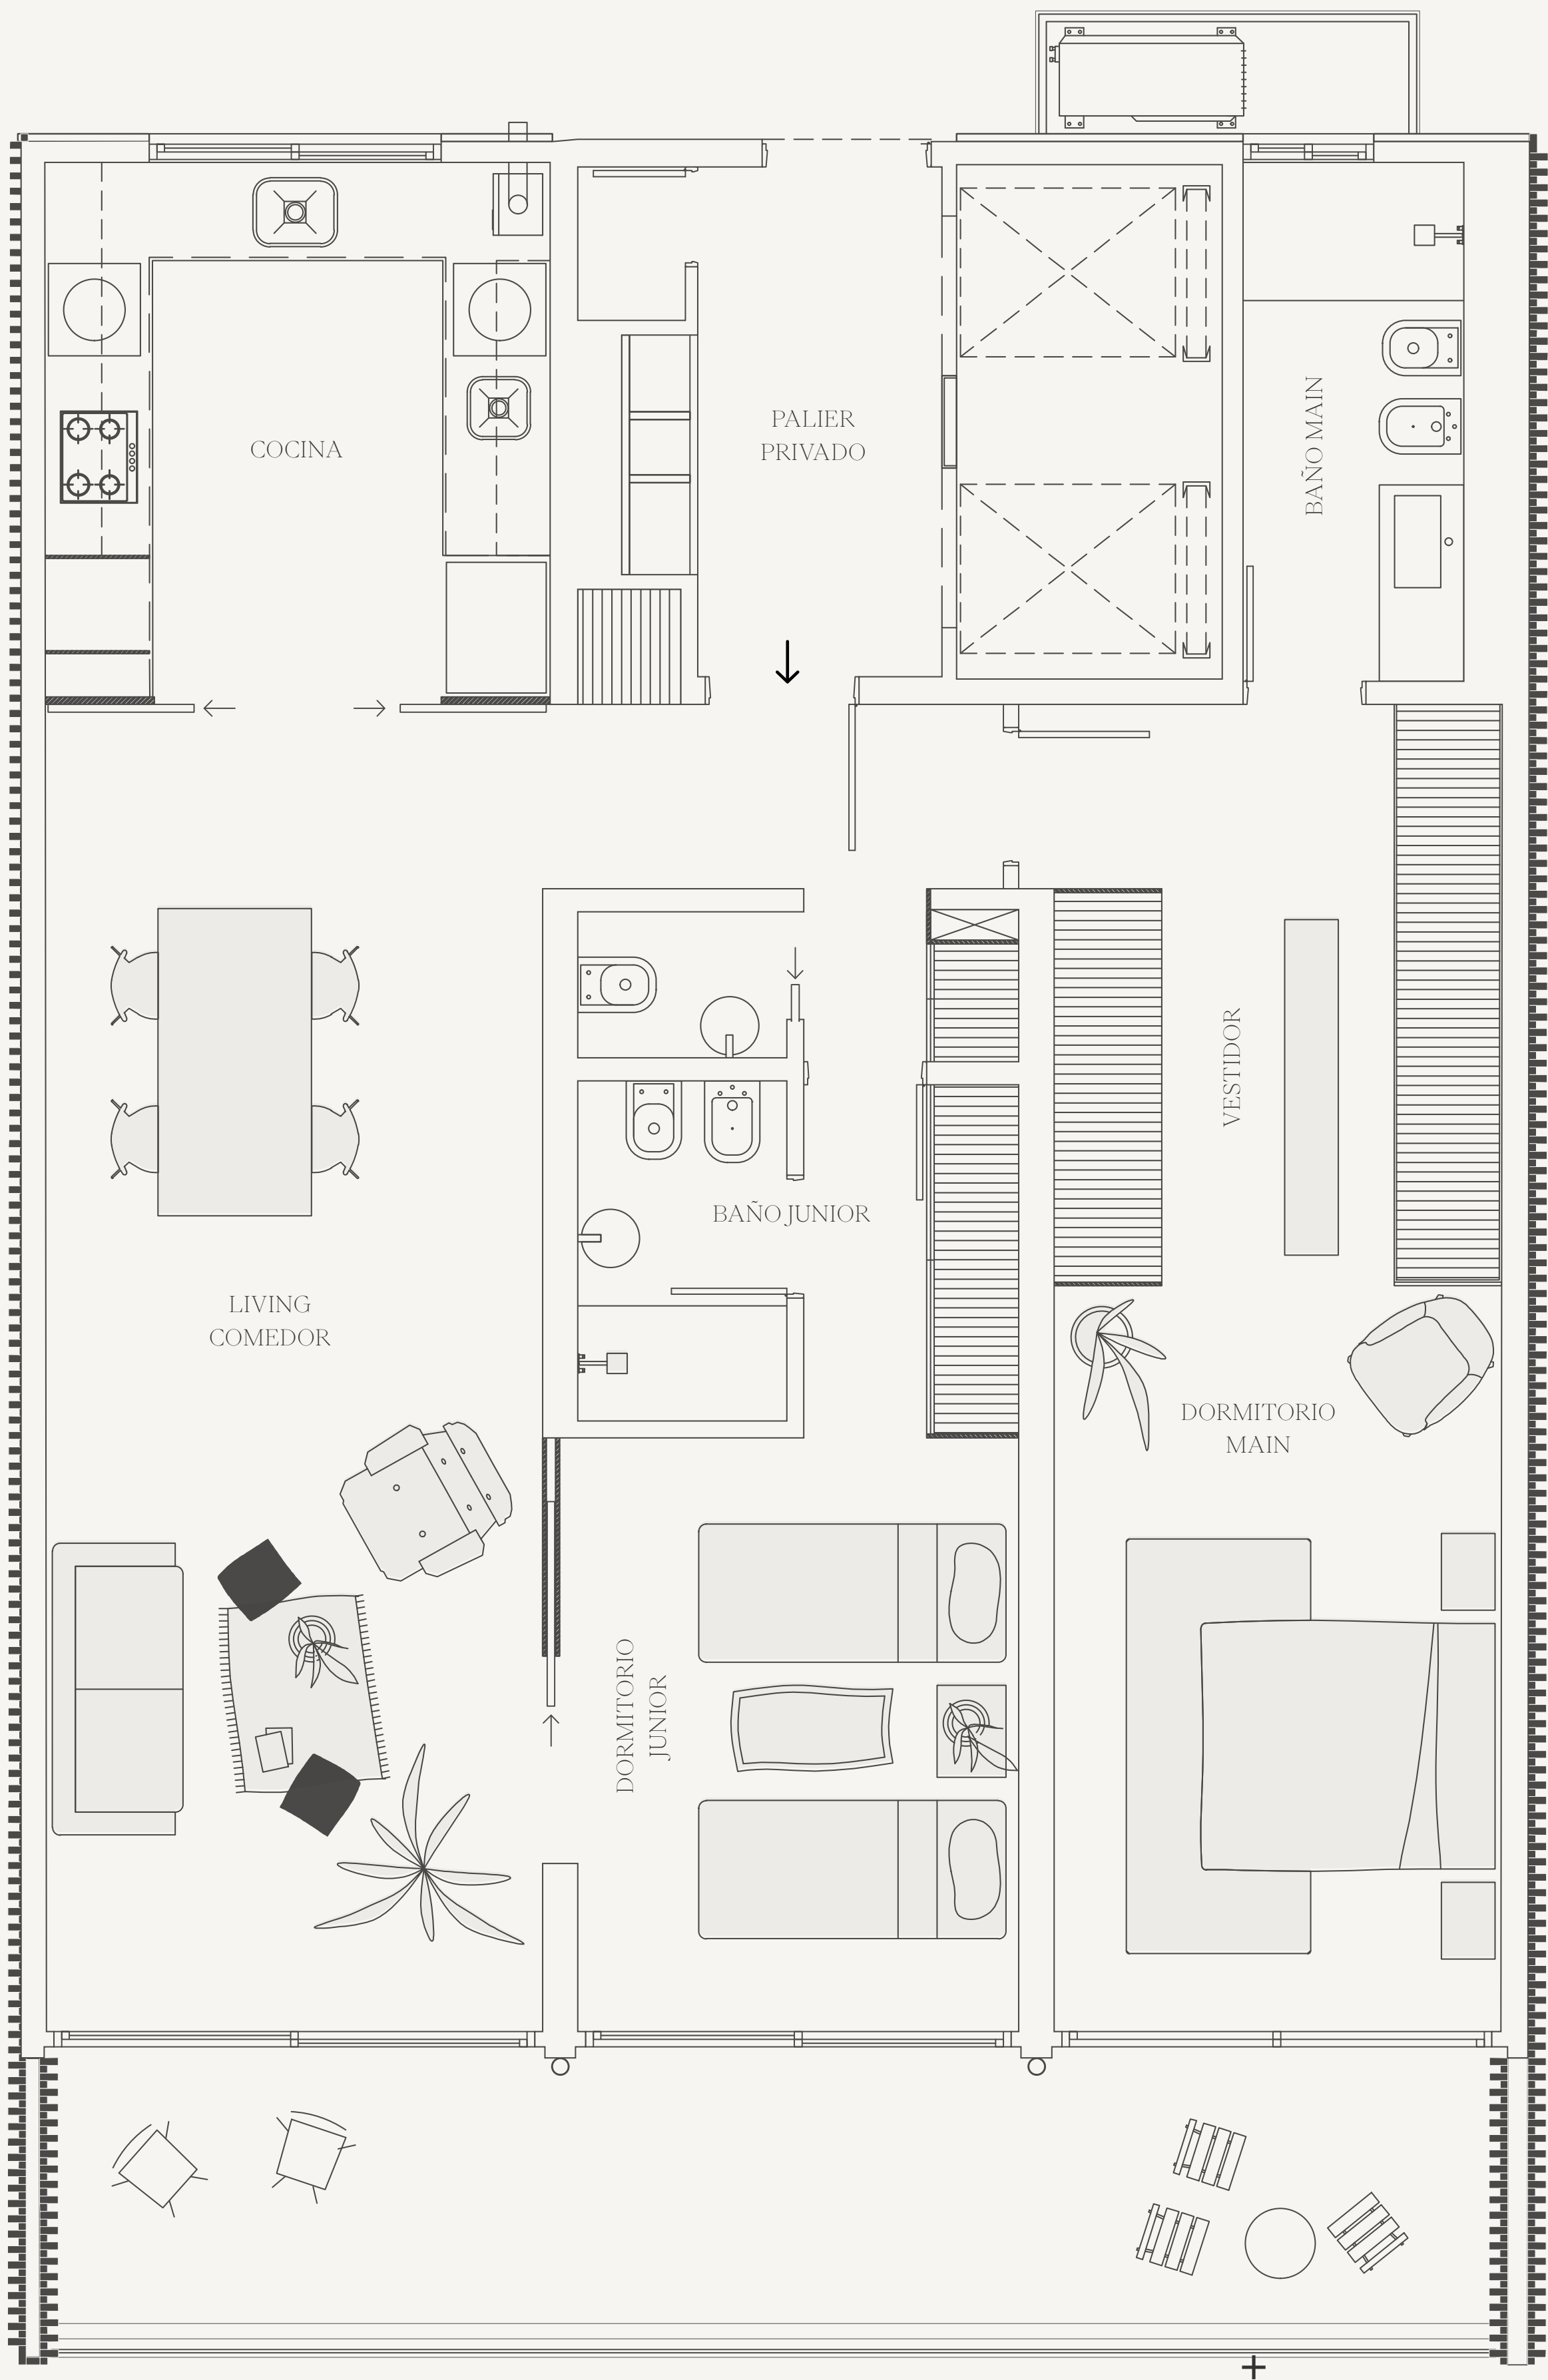 COCINA
PALIER
PRIVADO
BAÑO MAIN
VESTIDOR
BAÑO JUNIOR
LIVING
COMEDOR
DORMITORIO
MAIN
DORMITORIO
JUNIOR